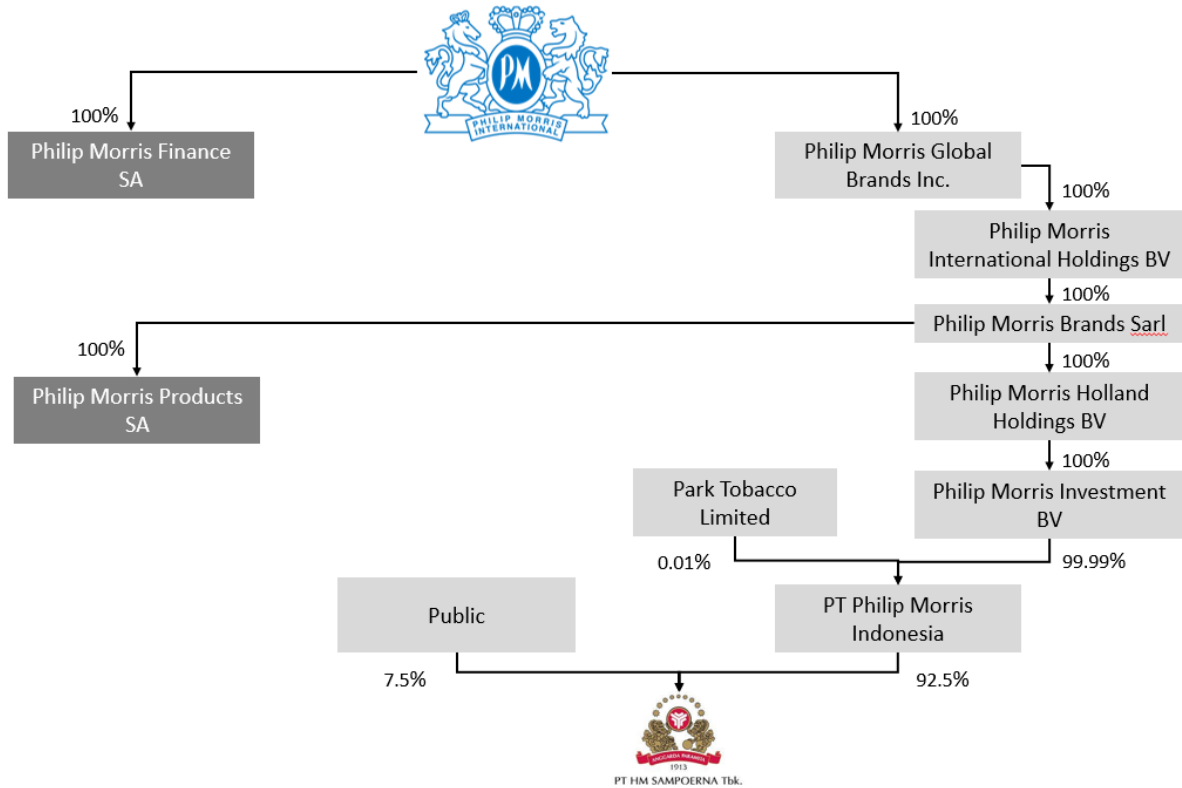 PM
PHILIP MORRIS
INTERNATIONAL
100%
100%
Philip Morris Finance
SA
Philip Morris Global
Brands Inc.
100%
Philip Morris
International Holdings BV
100%
Philip Morris Brands Sarl
100%
100%
Philip Morris Products
SA
Philip Morris Holland
Holdings BV
100%
Park Tobacco
Limited
Philip Morris Investment
BV
0.01%
99.99%
Public
PT Philip Morris
Indonesia
7.5%
92.5%
ANGGARDA PARAMITA
1913
PT HM SAMPOERNA Tbk.